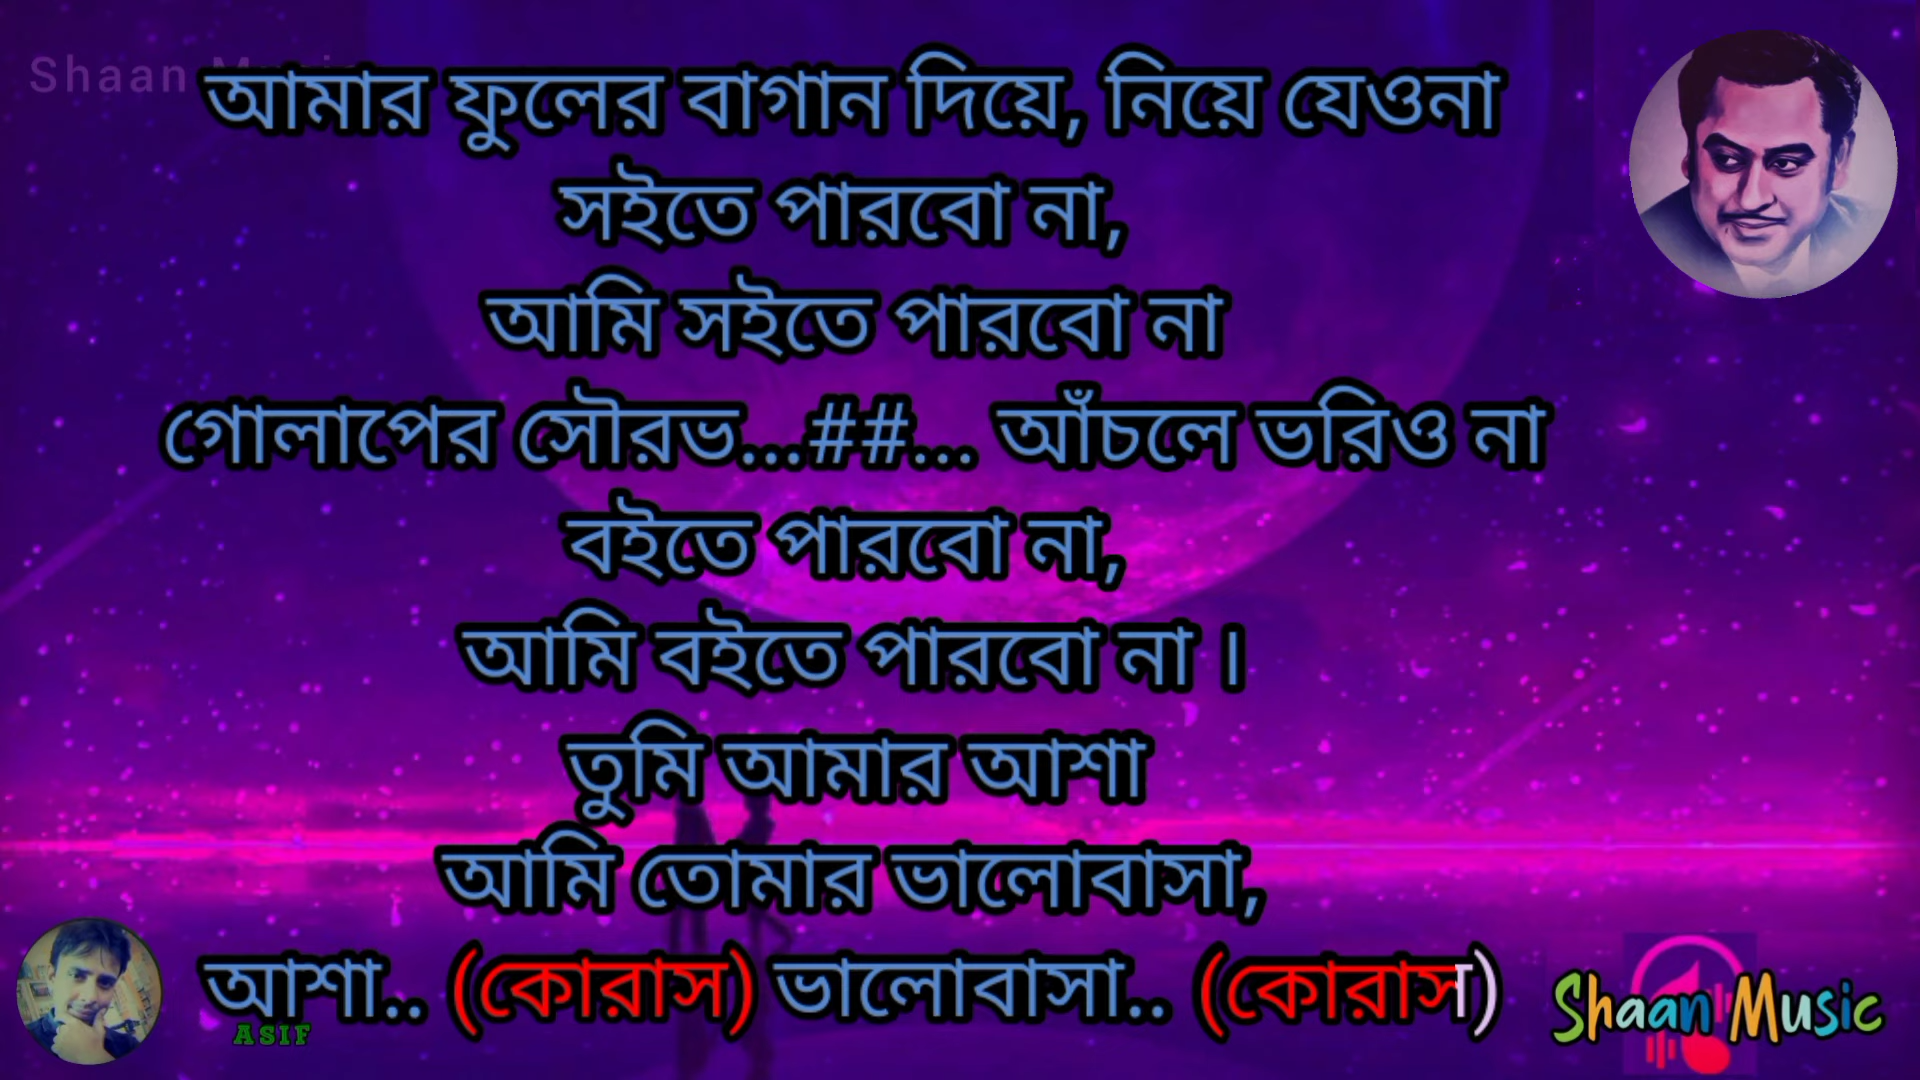 Shaan Music
আমার ফুলের বাগান দিয়ে, নিয়ে যেওনা
সইতে পারবো না,
আমি সইতে পারবো না
গোলাপের সৌরভ...##... আঁচলে ভরিও না
বইতে পারবো না,
আমি বইতে পারবো না ।
তুমি আমার আশা
আমি তোমার ভালোবাসা,
আশা.. (কোরাস) ভালোবাসা.. (কোরাস)
ASIF
Shaan Music